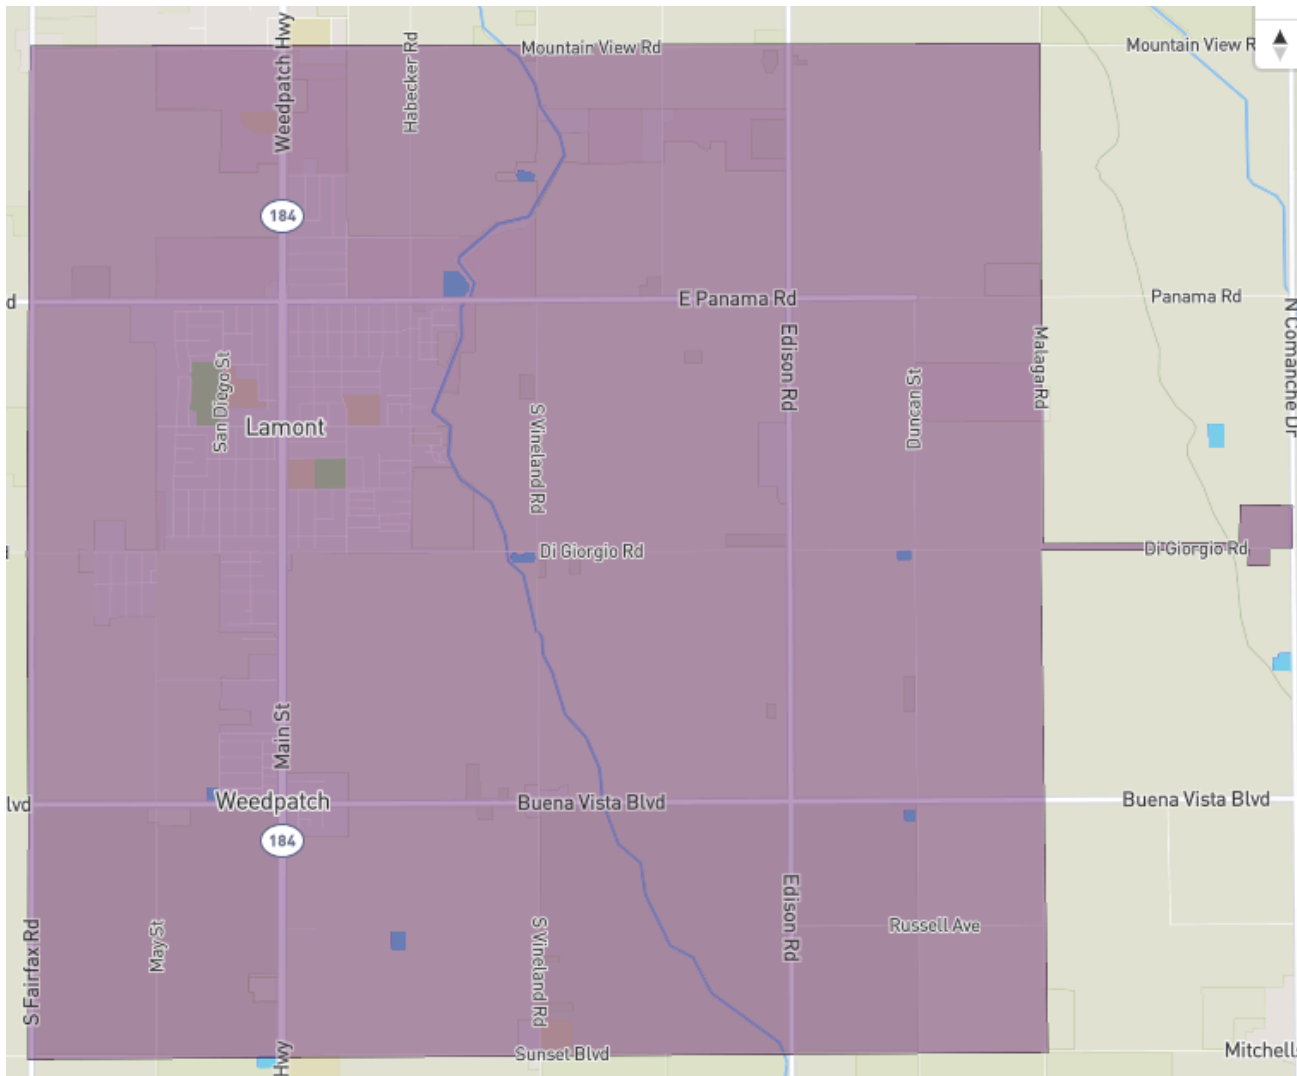 Mountain View Rd
Mountain View R
Weedpatch Hwy
Habecker Rd
184
d
E Panama Rd
Panama Rd
N Comanche Dr
Edison Rd
Malaga Rd
San Diego St
Duncan St
Lamont
S Vineland Rd
Di Giorgio Rd
Di Giorgio Rd
Main St
lvd
Weedpatch
Buena Vista Blvd
Buena Vista Blvd
184
S Fairfax Rd
May St
S Vineland Rd
Edison Rd
Russell Ave
Hwy
Sunset Blvd
Mitchells